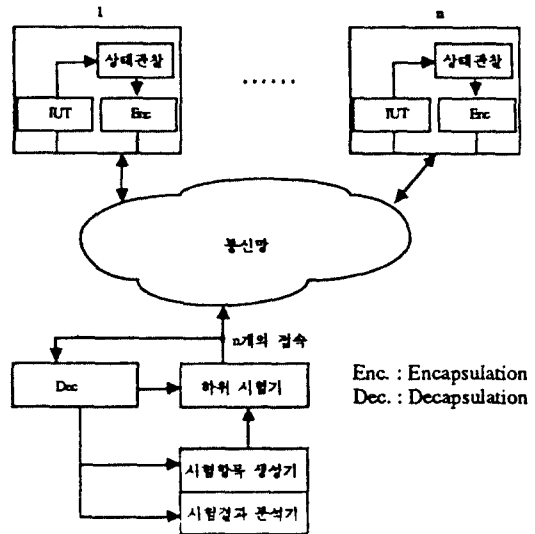 1
n
상태관찰
IUT
Enc
......
상태관찰
IUT
Enc
통신망
n개의 접속
Dec
하위 시험기
Enc. : Encapsulation
Dec. : Decapsulation
시험항목 생성기
시험결과 분석기